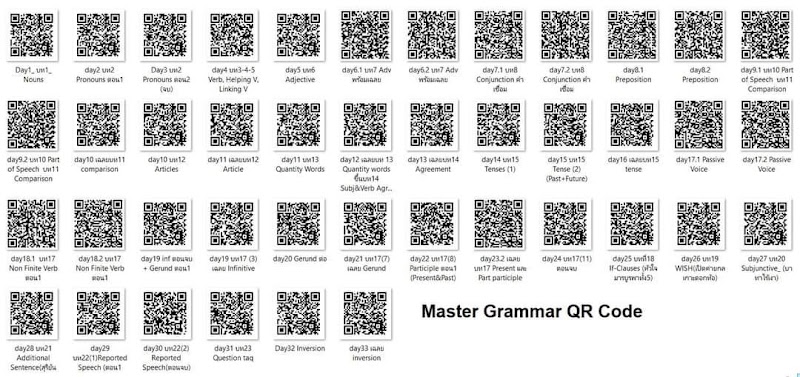 Day1_ บท1_
Nouns
day2 บท2
Pronouns ตอน1
Day3 บท2
Pronouns ตอน2
(จบ)
day4 บท3-4-5
Verb, Helping V,
Linking V
day5 บท6
Adjective
day6.1 บท7 Adv
พร้อมเฉลย
day6.2 บท7 Adv
พร้อมเฉลย
day7.1 บท8
Conjunction คำ
เชื่อม
day7.2 บท8
Conjunction คำ
เชื่อม
day8.1
Preposition
day8.2
Preposition
day9.1 บท10 Part
of Speech บท11
Comparison
day9.2 บท10 Part
of Speech บท11
Comparison
day10 เฉลยบท11
comparison
day10 บท12
Articles
day11 เฉลยบท12
Article
day11 บท13
Quantity Words
day12 เฉลยบท 13
Quantity words
ขึ้นบท14
Subj&Verb Agr...
day13 เฉลยบท14
Agreement
day14 บท15
Tenses (1)
day15 บท15
Tense (2)
(Past+Future)
day16 เฉลยบท15
tense
day17.1 Passive
Voice
day17.2 Passive
Voice
day18.1 บท17
Non Finite Verb
ตอน1
day18.2 บท17
Non Finite Verb
ตอน1
day19 inf ตอนจบ
+ Gerund ตอน1
day19 บท17 (3)
เฉลย Infinitive
day20 Gerund ต่อ
day21 บท17(7)
เฉลย Gerund
day22 บท17(8)
Participle ตอน1
(Present&Past)
day23.2 เฉลย
บท17 Present และ
Part participle
day24 บท17(11)
ตอนจบ
day25 บทที่18
If-Clauses
day26 บท19
day27 บท20
Subjunctive_
Master Grammar QR Code
day28 บท21
Additional
day29
บท22(1)Reported
Speech (ตอน1
day30 บท22(2)
Reported
Speech(ตอนจบ)
day31 บท23
Question taq
Day32 Inversion
day33 เฉลย
inversion